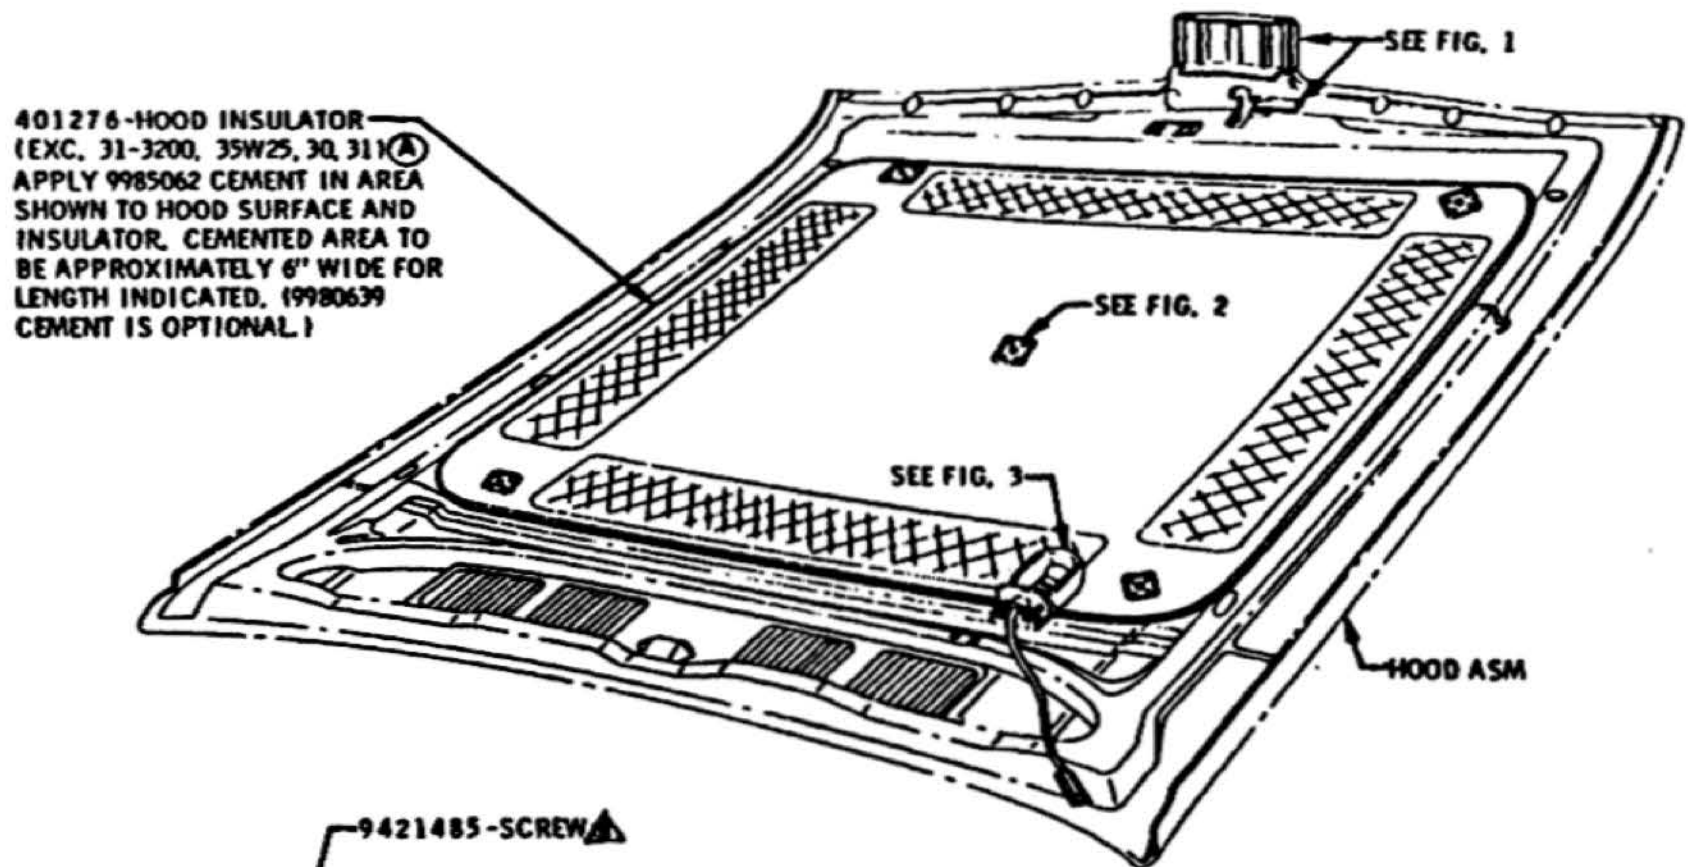 SEE FIG. 1
401276-HOOD INSULATOR
(EXC. 31-3200, 35W25, 30, 31) A
APPLY 9985062 CEMENT IN AREA
SHOWN TO HOOD SURFACE AND
INSULATOR. CEMENTED AREA TO
BE APPROXIMATELY 6" WIDE FOR
LENGTH INDICATED. (9980639
CEMENT IS OPTIONAL.)
SEE FIG. 2
SEE FIG. 3
HOOD ASM
9421485-SCREW